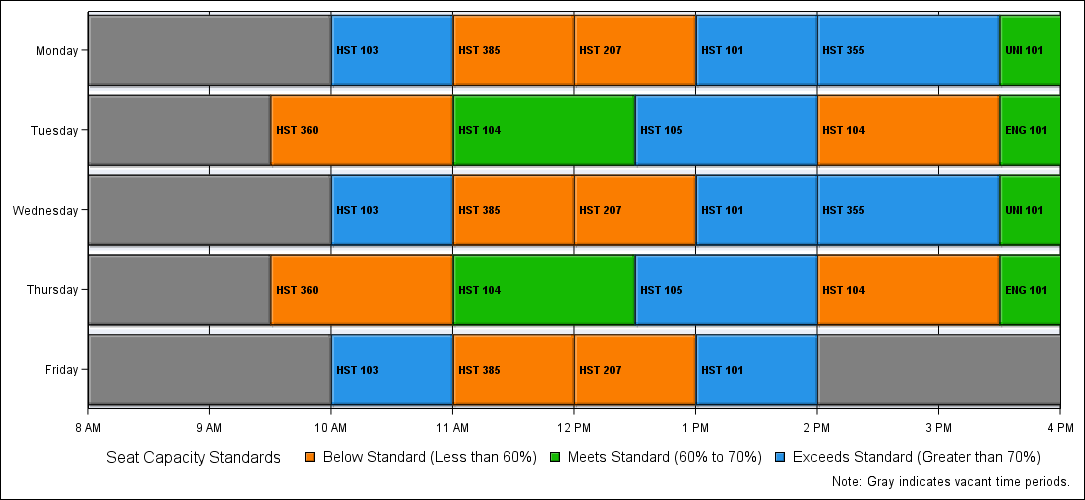 Monday HST 103 HST 385 HST 207 HST 101 HST 355 UNI 101
Tuesday HST 360 HST 104 HST 105 HST 104 ENG 101
Wednesday HST 103 HST 385 HST 207 HST 101 HST 355 UNI 101
Thursday HST 360 HST 104 HST 105 HST 104 ENG 101
Friday HST 103 HST 385 HST 207 HST 101
8 AM 9 AM 10 AM 11 AM 12 PM 1 PM 2 PM 3 PM 4 PM
Seat Capacity Standards Below Standard (Less than 60%) Meets Standard (60% to 70%) Exceeds Standard (Greater than 70%)
Note: Gray indicates vacant time periods.